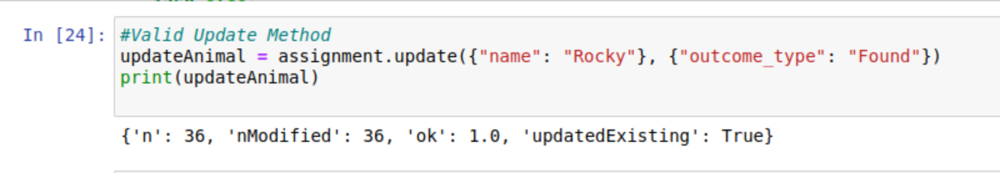 In [24]:
#Valid Update Method
updateAnimal = assignment.update({"name": "Rocky"}, {"outcome_type": "Found"})
print(updateAnimal)
{'n': 36, 'nModified': 36, 'ok': 1.0, 'updatedExisting': True}